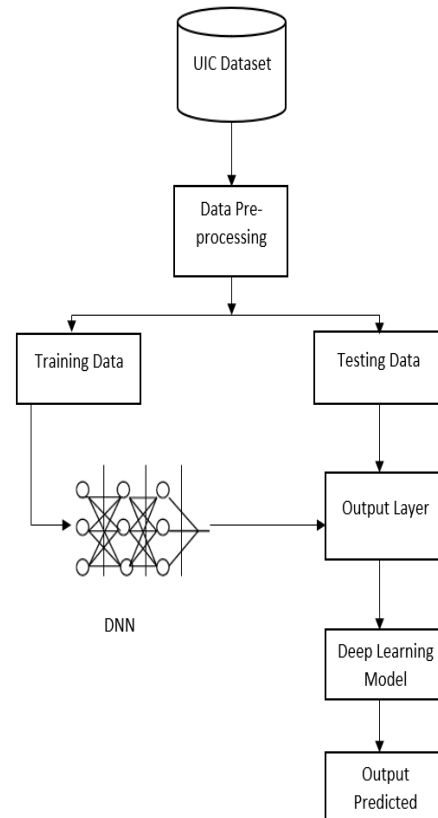 UIC Dataset
Data Pre-
processing
Training Data
Testing Data
Output Layer
DNN
Deep Learning
Model
Output
Predicted